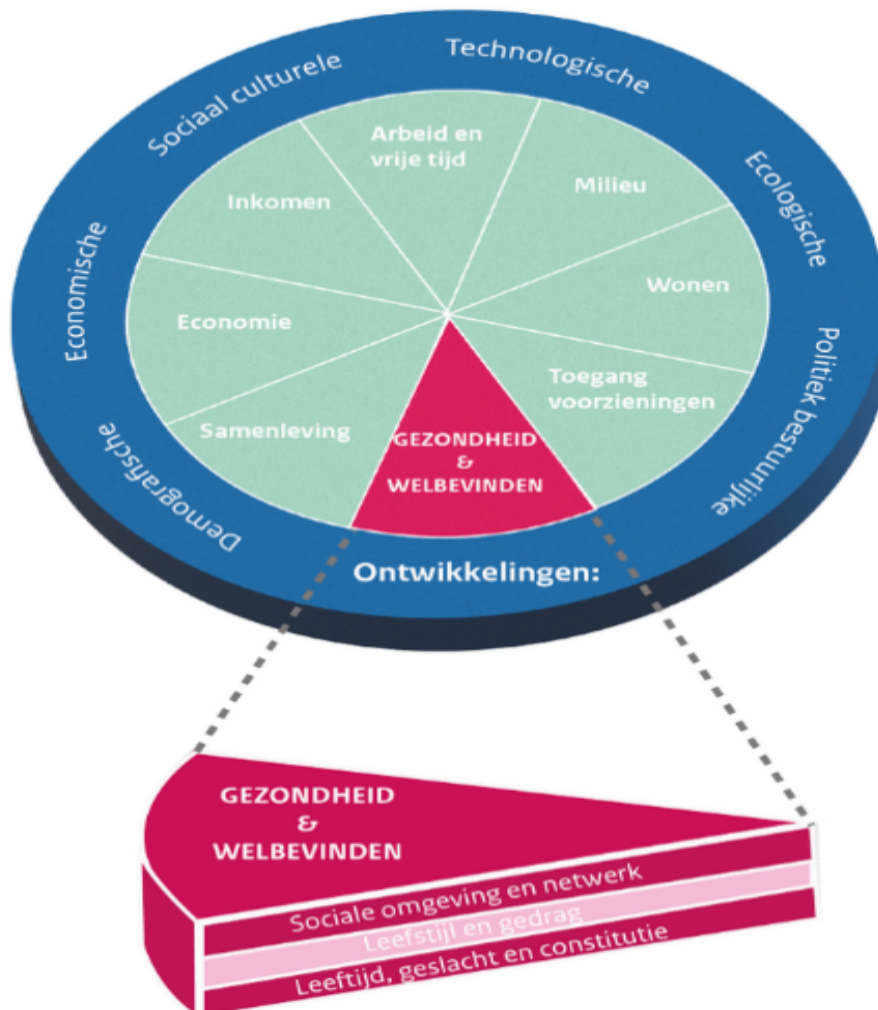 Technologische
Sociaal culturele
Ecologische
Economische
Politiek bestuurlijke
Demografische
Arbeid en
vrije tijd
Milieu
Inkomen
Wonen
Economie
Toegang
voorzieningen
Samenleving
GEZONDHEID
&
WELBEVINDEN
Ontwikkelingen:
GEZONDHEID
&
WELBEVINDEN
Sociale omgeving en netwerk
Leefstijl en gedrag
Leeftijd, geslacht en constitutie